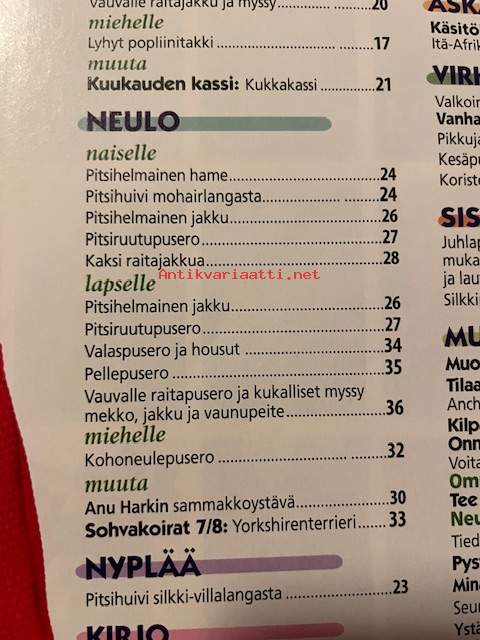 Vauvalle raitajakku ja myssy.............. ......20
miehelle
Lyhyt popliinitakki ................... .............17
muuta
Kuukauden kassi: Kukkakassi ..............21
NEULO
naiselle
Pitsihelmainen hame...........................24
Pitsihuivi mohairlangasta................ .......24
Pitsihelmainen jakku............................26
Pitsiruutupusero..................................27
Kaksi raitajakkua..................................28
lapselle
Pitsihelmainen jakku............................26
Pitsiruutupusero..................................27
Valaspusero ja housut ..........................34
Pellepusero.........................................35
Vauvalle raitapusero ja kukalliset myssy
mekko, jakku ja vaunupeite....................36
miehelle
Kohoneulepusero ..................... ...........32
muuta
Anu Harkin sammakkoystävä................30
Sohvakoirat 7/8: Yorkshirenterrieri......33
NYPLÄÄ
Pitsihuivi silkki-villalangasta ................. ....23
KIRJO
Antikvariaatti.net
ASKA
Käsitö
Itä-Afri
VIRK
Valkoin
Vanha
Pikkuja
Kesäpu
Koriste
SIS
Juhlap
muka
ja lau
Silkki
MU
Muo
Tilaa
Anch
Kilp
Onn
Voita
Om
Tee
Neu
Tied
Pys
Min
Seur
Ystä